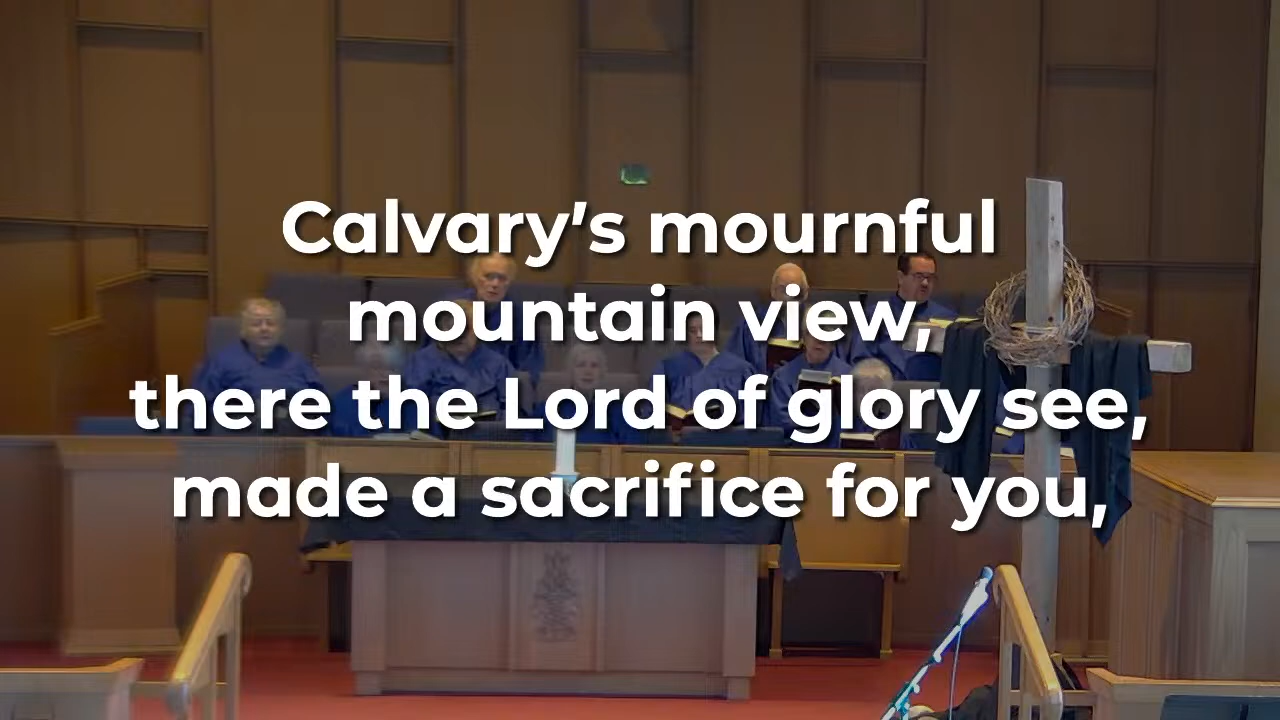 Calvary's mournful
mountain view,
there the Lord of glory see,
made a sacrifice for you,